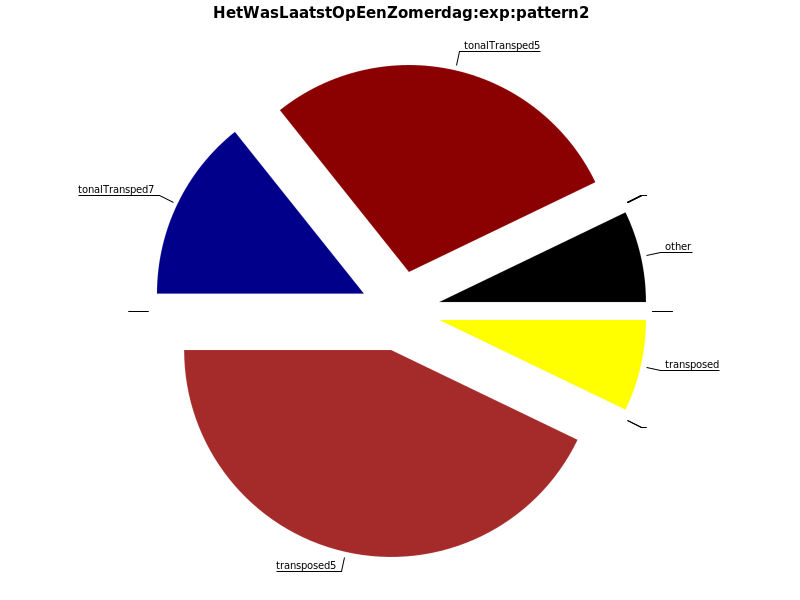 HetWasLaatstOpEenZomerdag:exp:pattern2
tonalTransped5
tonalTransped7
other
transposed
transposed5